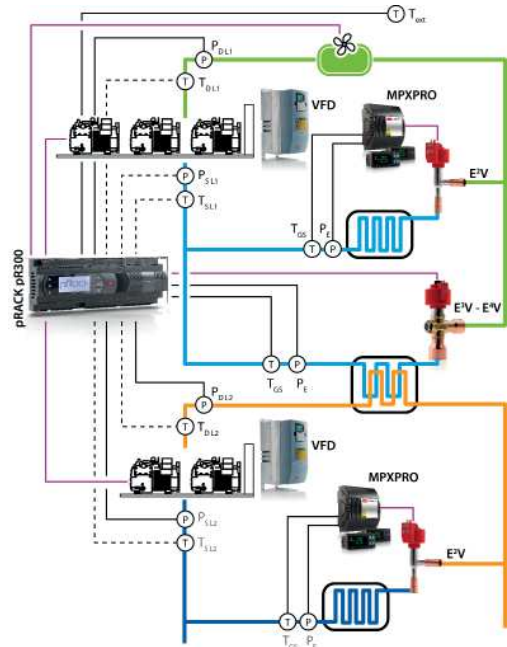 T
T ext
P DL1
P
T
T DL1
VFD
MPXPRO
P
P SL1
E²V
T
T SL1
T GS
P E
T
P
pRACK pR300
E³V - E⁴V
T
P
T GS
P E
P DL2
P
T
T DL2
VFD
MPXPRO
P
P SL2
T
T SL2
E²V
T
P
T GS
P E